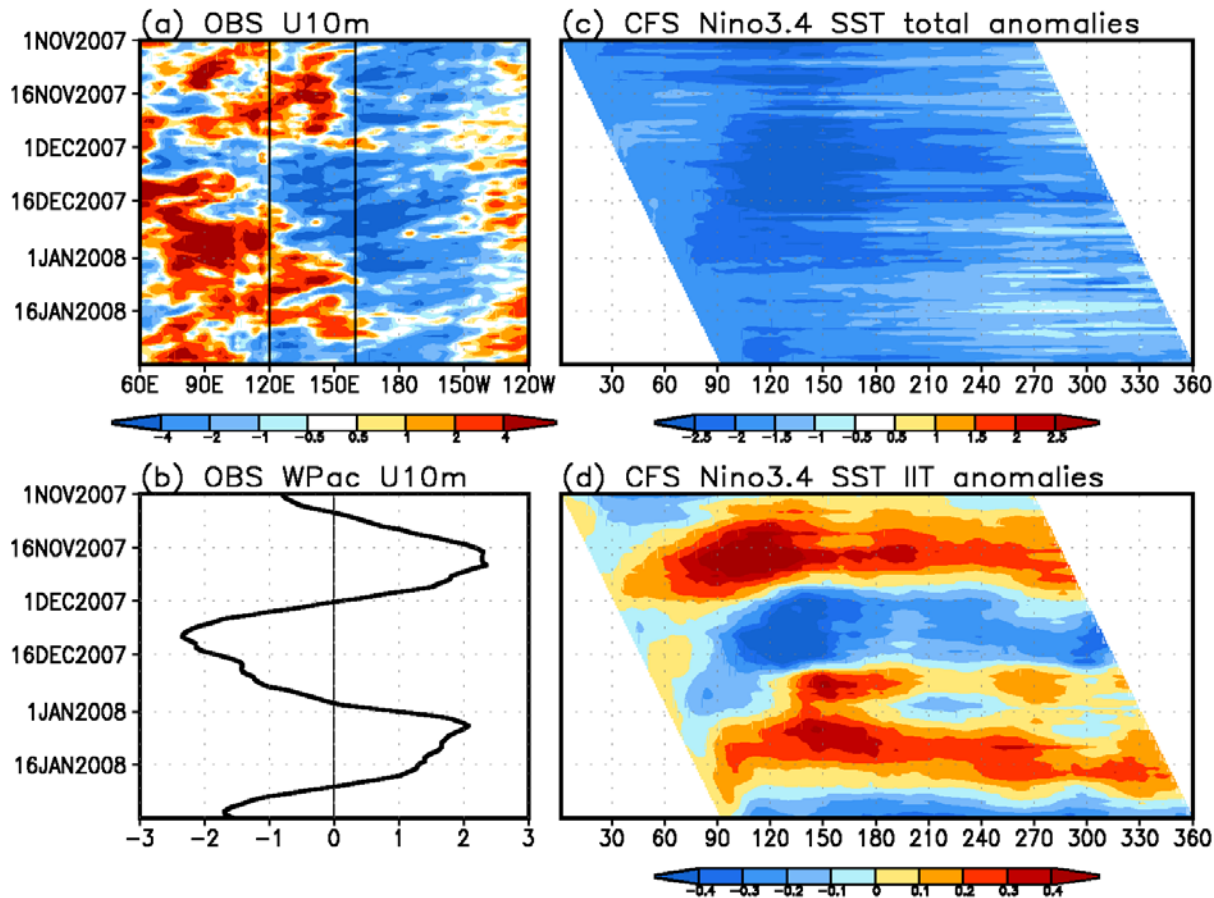 (a) OBS U10m
1NOV2007
16NOV2007
1DEC2007
16DEC2007
1JAN2008
16JAN2008
60E 90E 120E 150E 180 150W 120W
-4 -2 -1 -0.5 0.5 1 2 4
(c) CFS Nino3.4 SST total anomalies
30 60 90 120 150 180 210 240 270 300 330 360
-2.5 -2 -1.5 -1 -0.5 0.5 1 1.5 2 2.5
(b) OBS WPac U10m
1NOV2007
16NOV2007
1DEC2007
16DEC2007
1JAN2008
16JAN2008
-3 -2 -1 0 1 2 3
(d) CFS Nino3.4 SST IIT anomalies
30 60 90 120 150 180 210 240 270 300 330 360
-0.4 -0.3 -0.2 -0.1 0 0.1 0.2 0.3 0.4